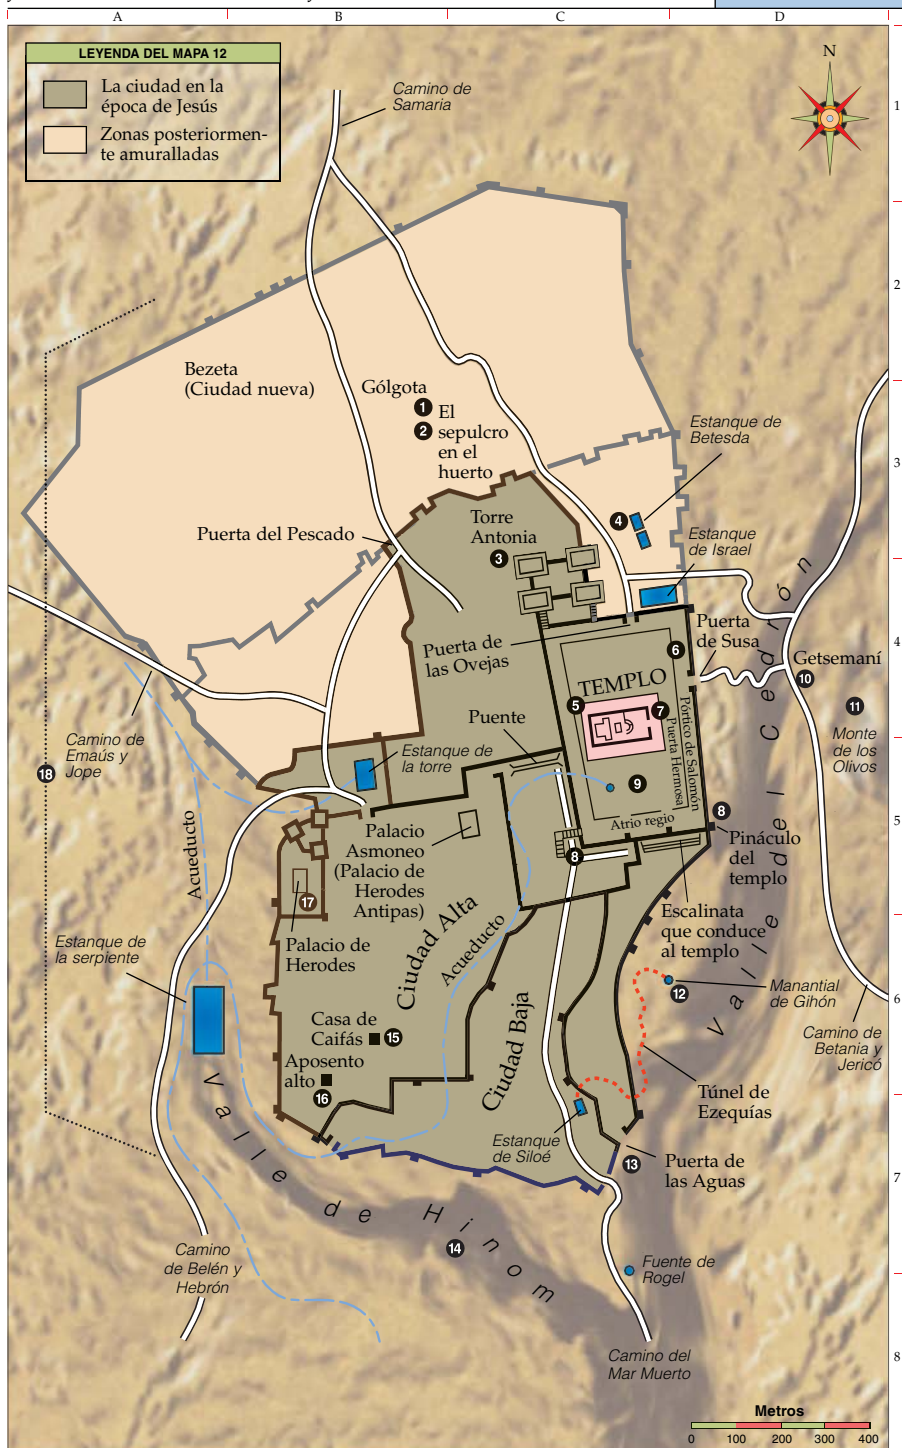 A
B
C
D
LEYENDA DEL MAPA 12
La ciudad en la
época de Jesús
Zonas posteriormen-
te amuralladas
N
Camino de
Samaria
1
2
Bezeta
(Ciudad nueva)
Gólgota
1
2
El
sepulcro
en el
huerto
Estanque de
Betesda
3
Torre
Antonia
3
4
Puerta del Pescado
Estanque
de Israel
Puerta de
las Ovejas
6
Puerta
de Susa
4
Getsemaní
10
TEMPLO
5
7
Pórtico de Salomón
Puerta Hermosa
11
Monte
de los
Olivos
Puente
Camino de
Emaús y
Jope
18
Estanque de
la torre
9
Atrio regio
8
5
Pináculo
del
templo
8
Palacio
Asmoneo
(Palacio de
Herodes
Antipas)
Acueducto
17
Palacio de
Herodes
Ciudad Alta
Acueducto
Escalinata
que conduce
al templo
Estanque de
la serpiente
Manantial
de Gihón
12
6
Valle del Cedrón
Camino de
Betania y
Jericó
Casa de
Caifás
15
Aposento
alto
16
Ciudad Baja
Túnel de
Ezequías
Estanque
de Siloé
13
Puerta de
las Aguas
7
Valle de Hinom
14
Camino
de Belén y
Hebrón
Fuente de
Rogel
8
Camino del
Mar Muerto
Metros
0 100 200 300 400